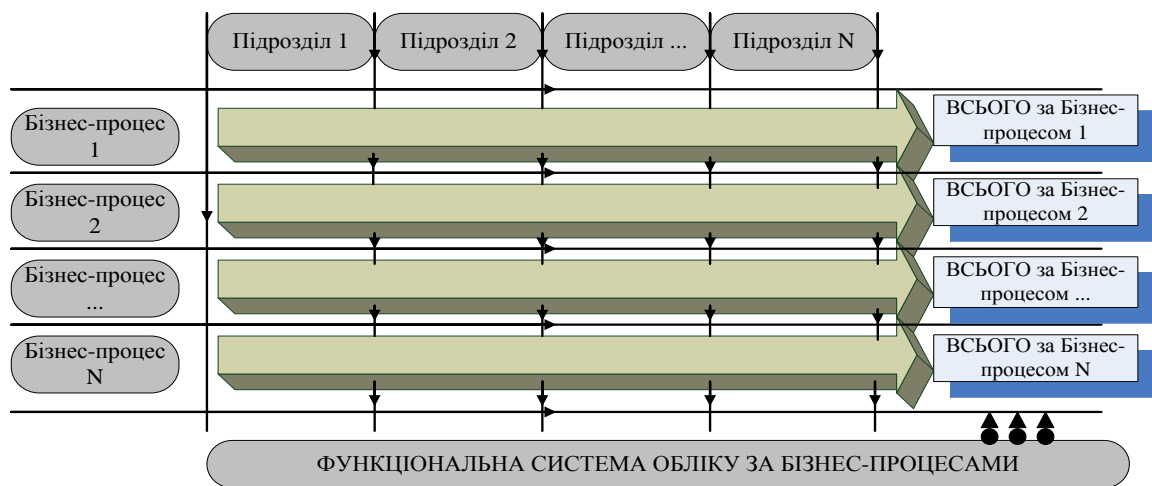 Підрозділ 1
Підрозділ 2
Підрозділ ...
Підрозділ N
Бізнес-процес
1
ВСЬОГО за Бізнес-
процесом 1
Бізнес-процес
2
ВСЬОГО за Бізнес-
процесом 2
Бізнес-процес
...
ВСЬОГО за Бізнес-
процесом ...
Бізнес-процес
N
ВСЬОГО за Бізнес-
процесом N
ФУНКЦІОНАЛЬНА СИСТЕМА ОБЛІКУ ЗА БІЗНЕС-ПРОЦЕСАМИ